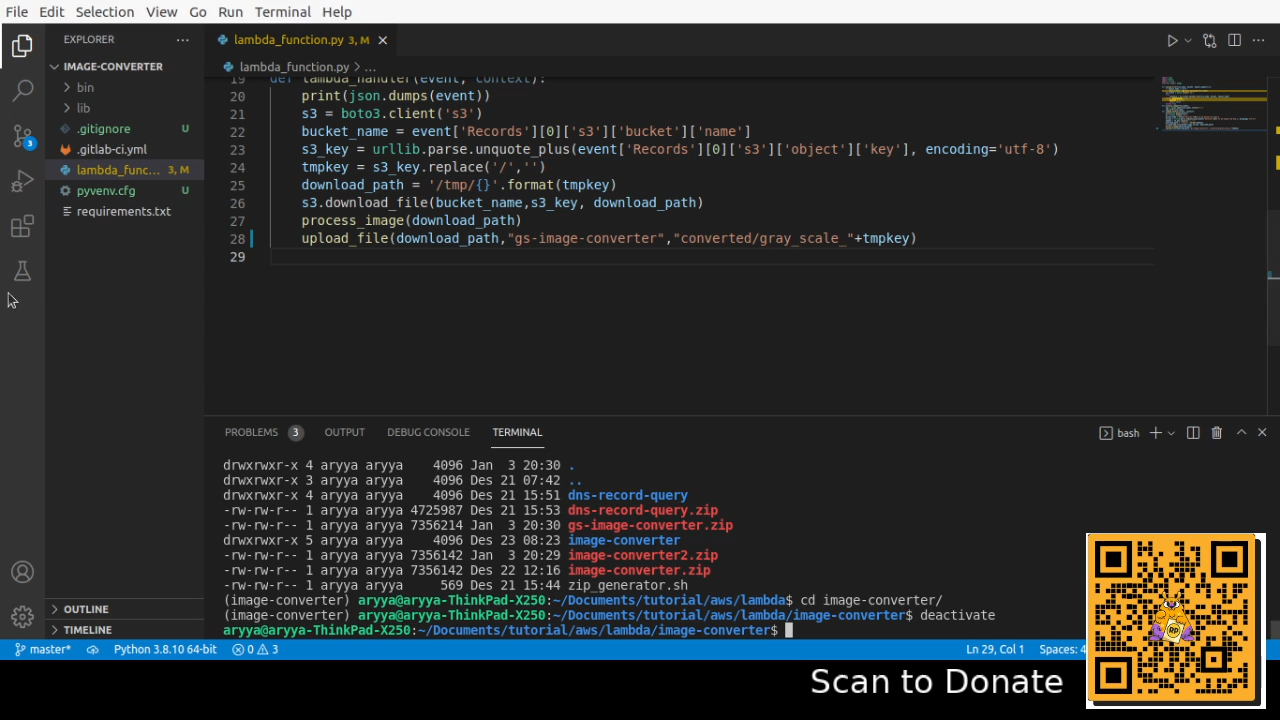 File Edit Selection View Go Run Terminal Help
EXPLORER
IMAGE-CONVERTER
bin
lib
.gitignore U
.gitlab-ci.yml
lambda_func... 3, M
pyvenv.cfg U
requirements.txt
OUTLINE
TIMELINE
3
lambda_function.py 3, M
lambda_function.py > ...
19 def lambda_handler(event, context):
20 print(json.dumps(event))
21 s3 = boto3.client('s3')
22 bucket_name = event['Records'][0]['s3']['bucket']['name']
23 s3_key = urllib.parse.unquote_plus(event['Records'][0]['s3']['object']['key'], encoding='utf-8')
24 tmpkey = s3_key.replace('/','')
25 download_path = '/tmp/{}'.format(tmpkey)
26 s3.download_file(bucket_name,s3_key, download_path)
27 process_image(download_path)
28 upload_file(download_path,"gs-image-converter","converted/gray_scale_"+tmpkey)
29
PROBLEMS 3 OUTPUT DEBUG CONSOLE TERMINAL bash
drwxrwxr-x 4 aryya aryya 4096 Jan 3 20:30 .
drwxrwxr-x 3 aryya aryya 4096 Des 21 07:42 ..
drwxrwxr-x 4 aryya aryya 4096 Des 21 15:51 dns-record-query
-rw-rw-r-- 1 aryya aryya 4725987 Des 21 15:53 dns-record-query.zip
-rw-rw-r-- 1 aryya aryya 7356214 Jan 3 20:30 gs-image-converter.zip
drwxrwxr-x 5 aryya aryya 4096 Des 23 08:23 image-converter
-rw-rw-r-- 1 aryya aryya 7356142 Jan 3 20:29 image-converter2.zip
-rw-rw-r-- 1 aryya aryya 7356142 Des 22 12:16 image-converter.zip
-rw-rw-r-- 1 aryya aryya 569 Des 21 15:44 zip_generator.sh
(image-converter) aryya@aryya-ThinkPad-X250:~/Documents/tutorial/aws/lambda$ cd image-converter/
(image-converter) aryya@aryya-ThinkPad-X250:~/Documents/tutorial/aws/lambda/image-converter$ deactivate
aryya@aryya-ThinkPad-X250:~/Documents/tutorial/aws/lambda/image-converter$
master* Python 3.8.10 64-bit 0 3 Ln 29, Col 1 Spaces: 4
RP
Scan to Donate